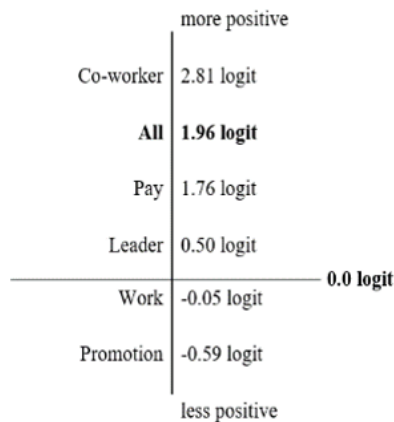 more positive
Co-worker 2.81 logit
All 1.96 logit
Pay 1.76 logit
Leader 0.50 logit
0.0 logit
Work -0.05 logit
Promotion -0.59 logit
less positive